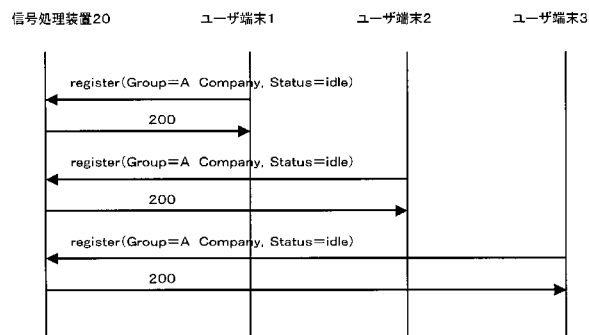 信号処理装置20 ユーザ端末1 ユーザ端末2 ユーザ端末3
register(Group=A Company, Status=idle)
200
register(Group=A Company, Status=idle)
200
register(Group=A Company, Status=idle)
200